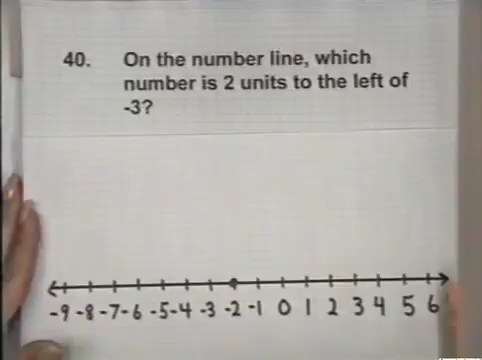 40. On the number line, which
number is 2 units to the left of
-3?
-9 -8 -7 -6 -5 -4 -3 -2 -1 0 1 2 3 4 5 6